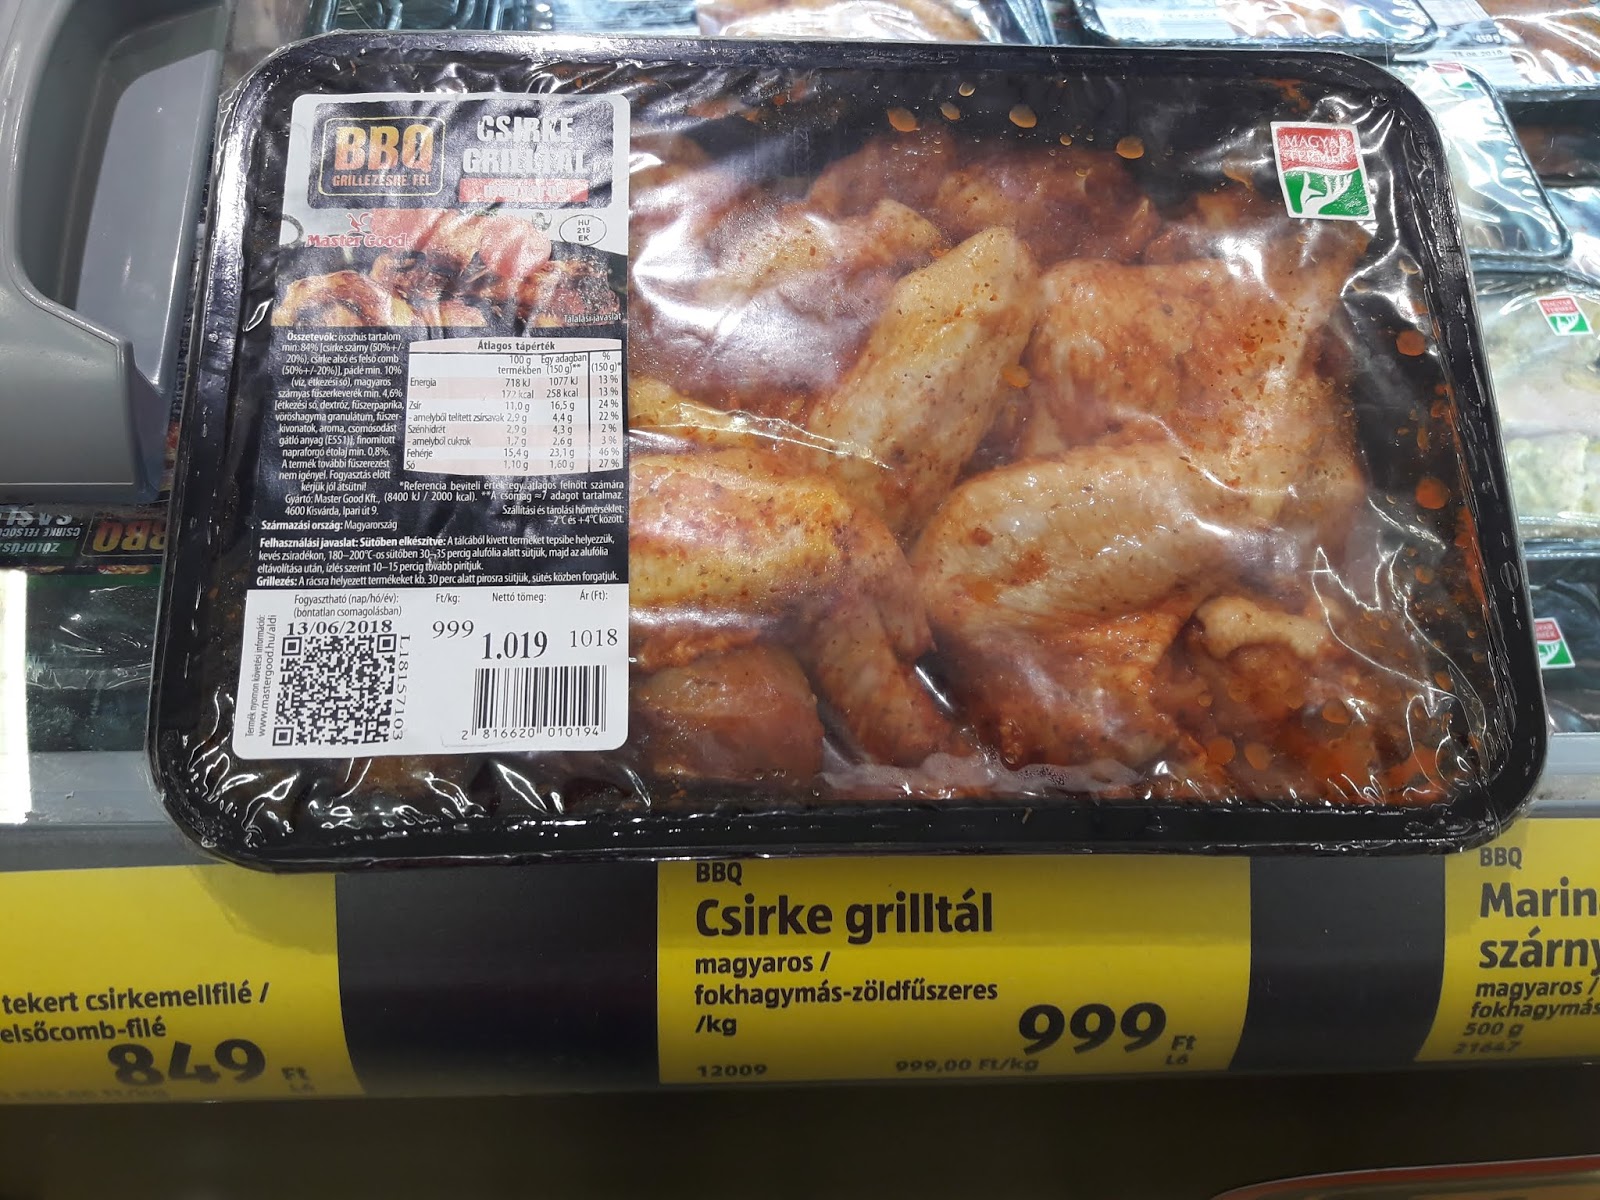 BBQ
GRILLEZÉSRE FEL
CSIRKE
GRILLTÁL
Master Good
HU
215
EK
Tálalási javaslat
MAGYAR
TERMÉK
Összetevők: összhús tartalom
min. 84% [csirke szárny (50%+/-
20%), csirke alsó és felső comb
(50%+/-20%)], páclé min. 10%
(víz, étkezési só), magyaros
szárnyas fűszerkeverék min. 4,6%
[étkezési só, dextróz, fűszerpaprika,
vöröshagyma granulátum, fűszer-
kivonatok, aroma, csomósodást
gátló anyag (E551)], finomított
napraforgó étolaj min. 0,8%.
A termék további fűszerezést
nem igényel. Fogyasztás előtt
kérjük jól átsütni!
Gyártó: Master Good Kft.,
4600 Kisvárda, Ipari út 9.
Származási ország: Magyarország
Átlagos tápérték
100 g termékben Egy adagban (150 g)** % (150 g)*
Energia 718 kJ 1077 kJ 13 %
172 kcal 258 kcal 13 %
Zsír 11,0 g 16,5 g 24 %
- amelyből telített zsírsavak 2,9 g 4,4 g 22 %
Szénhidrát 2,9 g 4,3 g 2 %
- amelyből cukrok 1,7 g 2,6 g 3 %
Fehérje 15,4 g 23,1 g 46 %
Só 1,10 g 1,60 g 27 %
*Referencia beviteli érték egy átlagos felnőtt számára
(8400 kJ / 2000 kcal). **A csomag ≈7 adagot tartalmaz.
Szállítási és tárolási hőmérséklet:
−2°C és +4°C között.
Felhasználási javaslat: Sütőben elkészítve: A tálcából kivett terméket tepsibe helyezzük,
kevés zsiradékon, 180–200°C-os sütőben 30–35 percig alufólia alatt sütjük, majd az alufólia
eltávolítása után, ízlés szerint 10–15 percig tovább pirítjuk.
Grillezés: A rácsra helyezett termékeket kb. 30 perc alatt pirosra sütjük, sütés közben forgatjuk.
Termék nyomon követési információ:
www.mastergood.hu/aldi
Fogyasztható (nap/hó/év):
(bontatlan csomagolásban)
13/06/2018
L18157103
Ft/kg: Nettó tömeg: Ár (Ft):
999 1.019 1018
2 816620 010194
BBQ
tekert csirkemellfilé /
elsőcomb-filé
849 Ft
L6
BBQ
Csirke grilltál
magyaros /
fokhagymás-zöldfűszeres
/kg
999 Ft
L6
12009
999,00 Ft/kg
BBQ
Marin
szárny
magyaros /
fokhagymás
500 g
21647